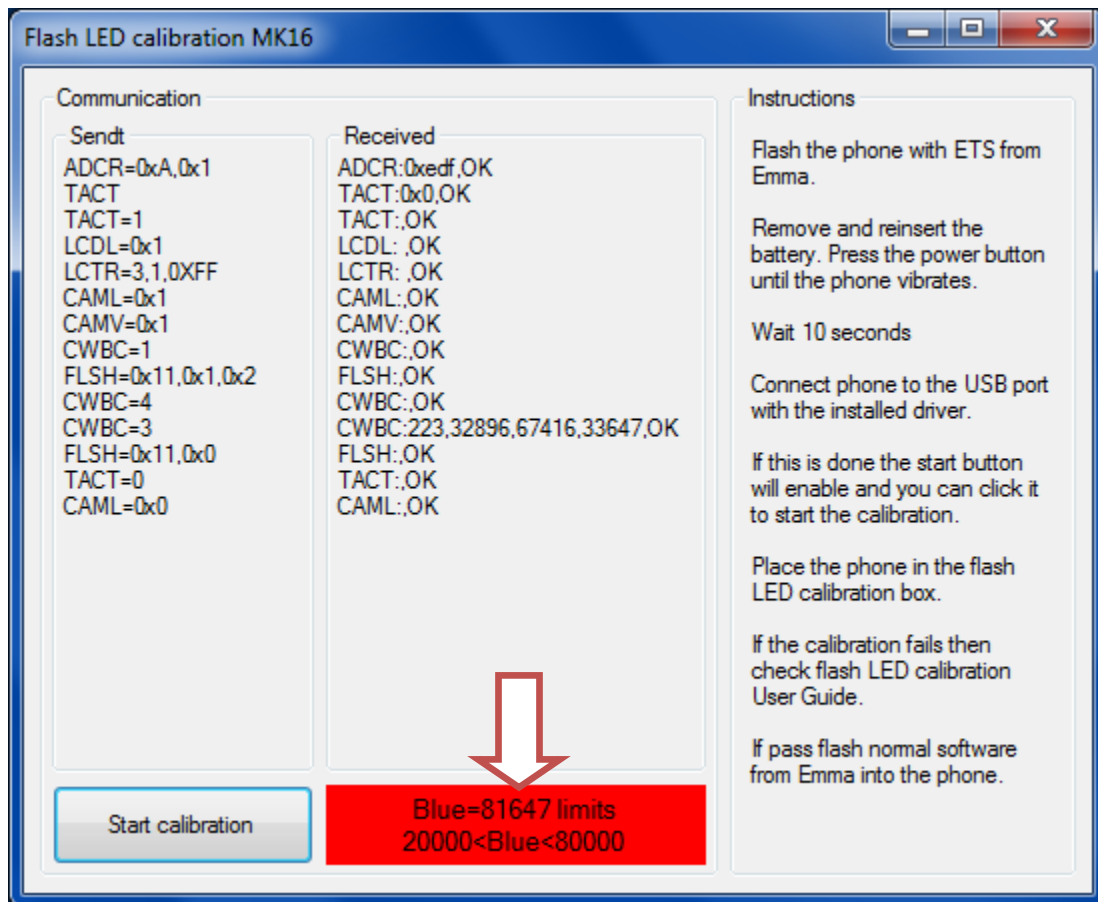 Flash LED calibration MK16
Communication
Sendt
ADCR=0xA,0x1
TACT
TACT=1
LCDL=0x1
LCTR=3,1,0XFF
CAML=0x1
CAMV=0x1
CWBC=1
FLSH=0x11,0x1,0x2
CWBC=4
CWBC=3
FLSH=0x11,0x0
TACT=0
CAML=0x0
Received
ADCR:0xedf,OK
TACT:0x0,OK
TACT:,OK
LCDL: ,OK
LCTR: ,OK
CAML:,OK
CAMV:,OK
CWBC:,OK
FLSH:,OK
CWBC:,OK
CWBC:223,32896,67416,33647,OK
FLSH:,OK
TACT:,OK
CAML:,OK
Start calibration
Blue=81647 limits
20000<Blue<80000
Instructions
Flash the phone with ETS from
Emma.
Remove and reinsert the
battery. Press the power button
until the phone vibrates.
Wait 10 seconds
Connect phone to the USB port
with the installed driver.
If this is done the start button
will enable and you can click it
to start the calibration.
Place the phone in the flash
LED calibration box.
If the calibration fails then
check flash LED calibration
User Guide.
If pass flash normal software
from Emma into the phone.